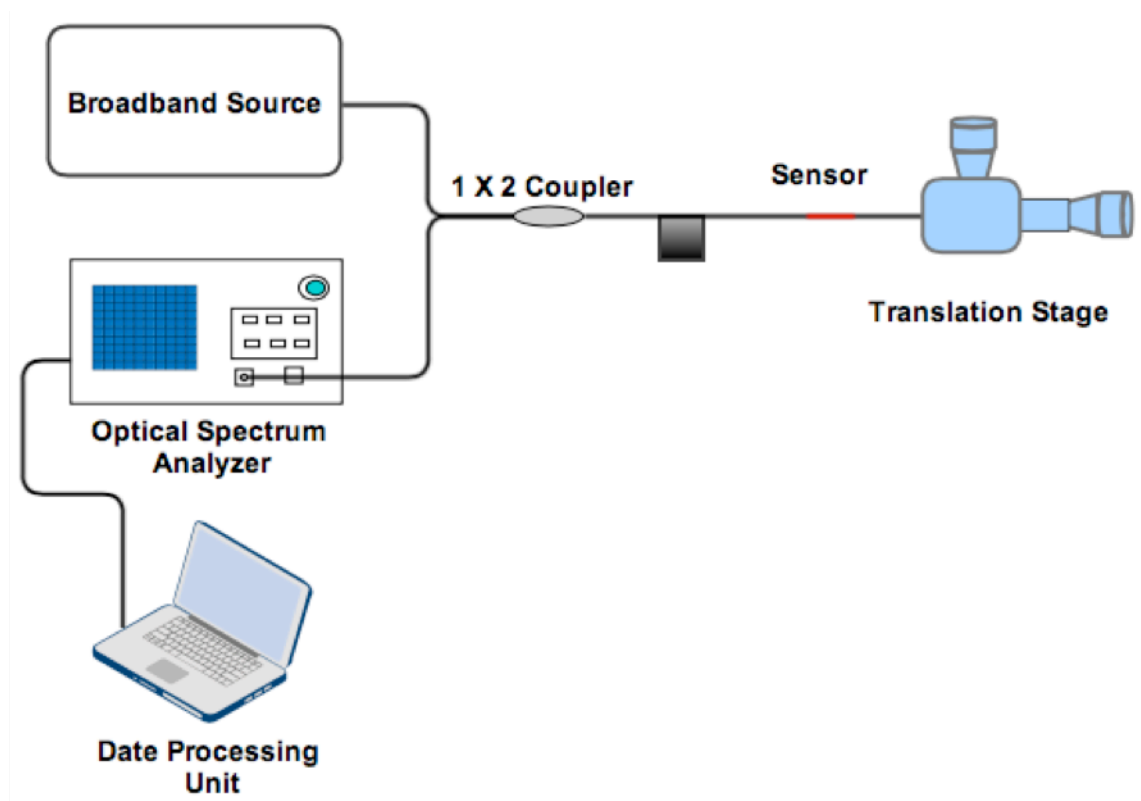 Broadband Source
1 X 2 Coupler
Sensor
Translation Stage
Optical Spectrum
Analyzer
Date Processing
Unit